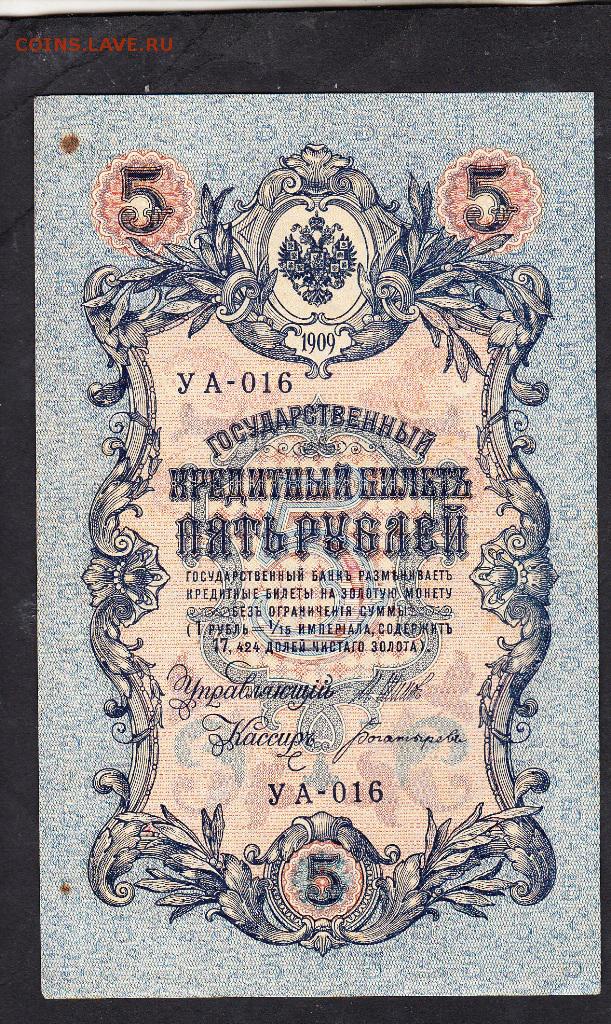 COINS.LAVE.RU
5 5
1909
УА-016
ГОСУДАРСТВЕННЫЙ
КРЕДИТНЫЙ БИЛЕТЪ
ПЯТЬ РУБЛЕЙ
ГОСУДАРСТВЕННЫЙ БАНКЪ РАЗМѢНИВАЕТЪ
КРЕДИТНЫЕ БИЛЕТЫ НА ЗОЛОТУЮ МОНЕТУ
БЕЗЪ ОГРАНИЧЕНІЯ СУММЫ
(1 РУБЛЬ = 1/15 ИМПЕРІАЛА, СОДЕРЖИТЪ
17,424 ДОЛЕЙ ЧИСТАГО ЗОЛОТА).
Управляющій
Кассиръ Богатыревъ
УА-016
5